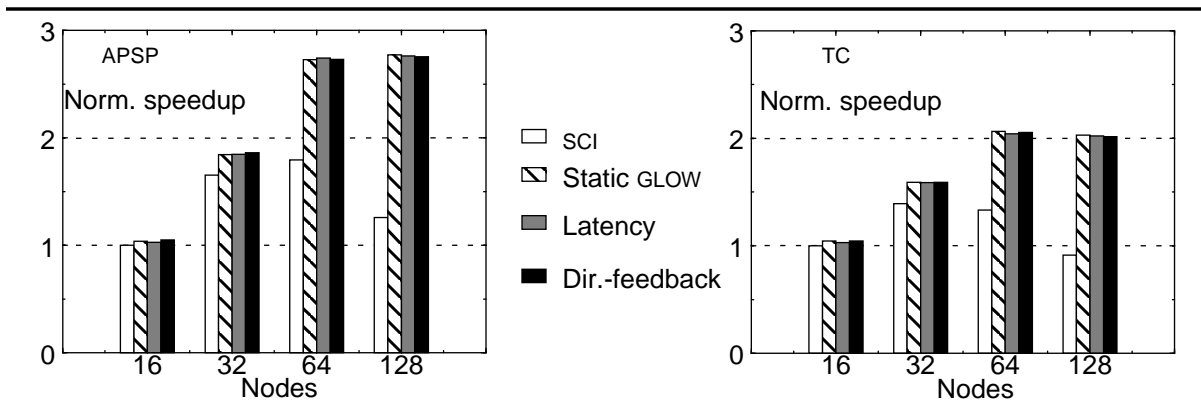 3
2
1
0
APSP
Norm. speedup
16 32 64 128
Nodes
SCI
Static GLOW
Latency
Dir.-feedback
3
2
1
0
TC
Norm. speedup
16 32 64 128
Nodes